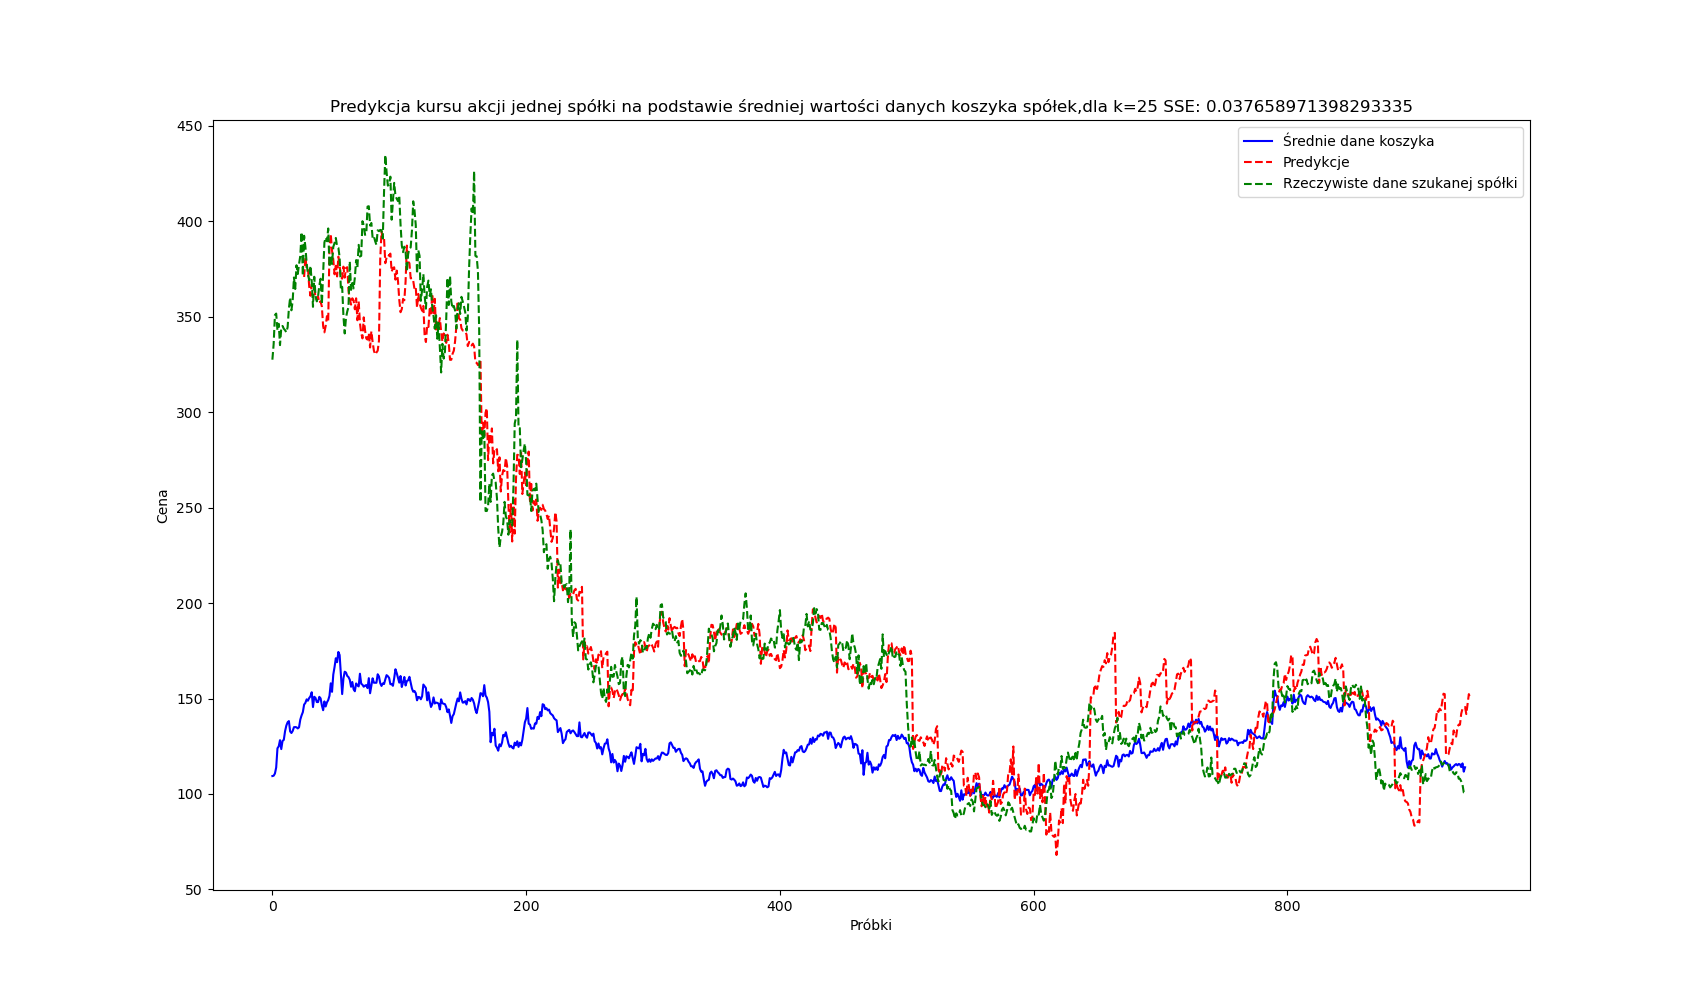 Predykcja kursu akcji jednej spółki na podstawie średniej wartości danych koszyka spółek,dla k=25 SSE: 0.037658971398293335
450
400
350
300
250
200
150
100
50
Cena
0 200 400 600 800
Próbki
Średnie dane koszyka
Predykcje
Rzeczywiste dane szukanej spółki